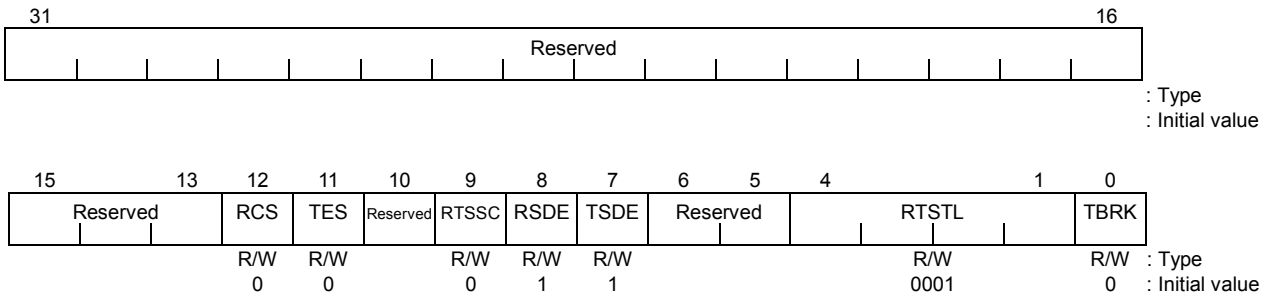 31 16
Reserved
: Type
: Initial value
15 13 12 11 10 9 8 7 6 5 4 1 0
Reserved RCS TES Reserved RTSSC RSDE TSDE Reserved RTSTL TBRK
R/W R/W R/W R/W R/W R/W R/W : Type
0 0 0 1 1 0001 0 : Initial value